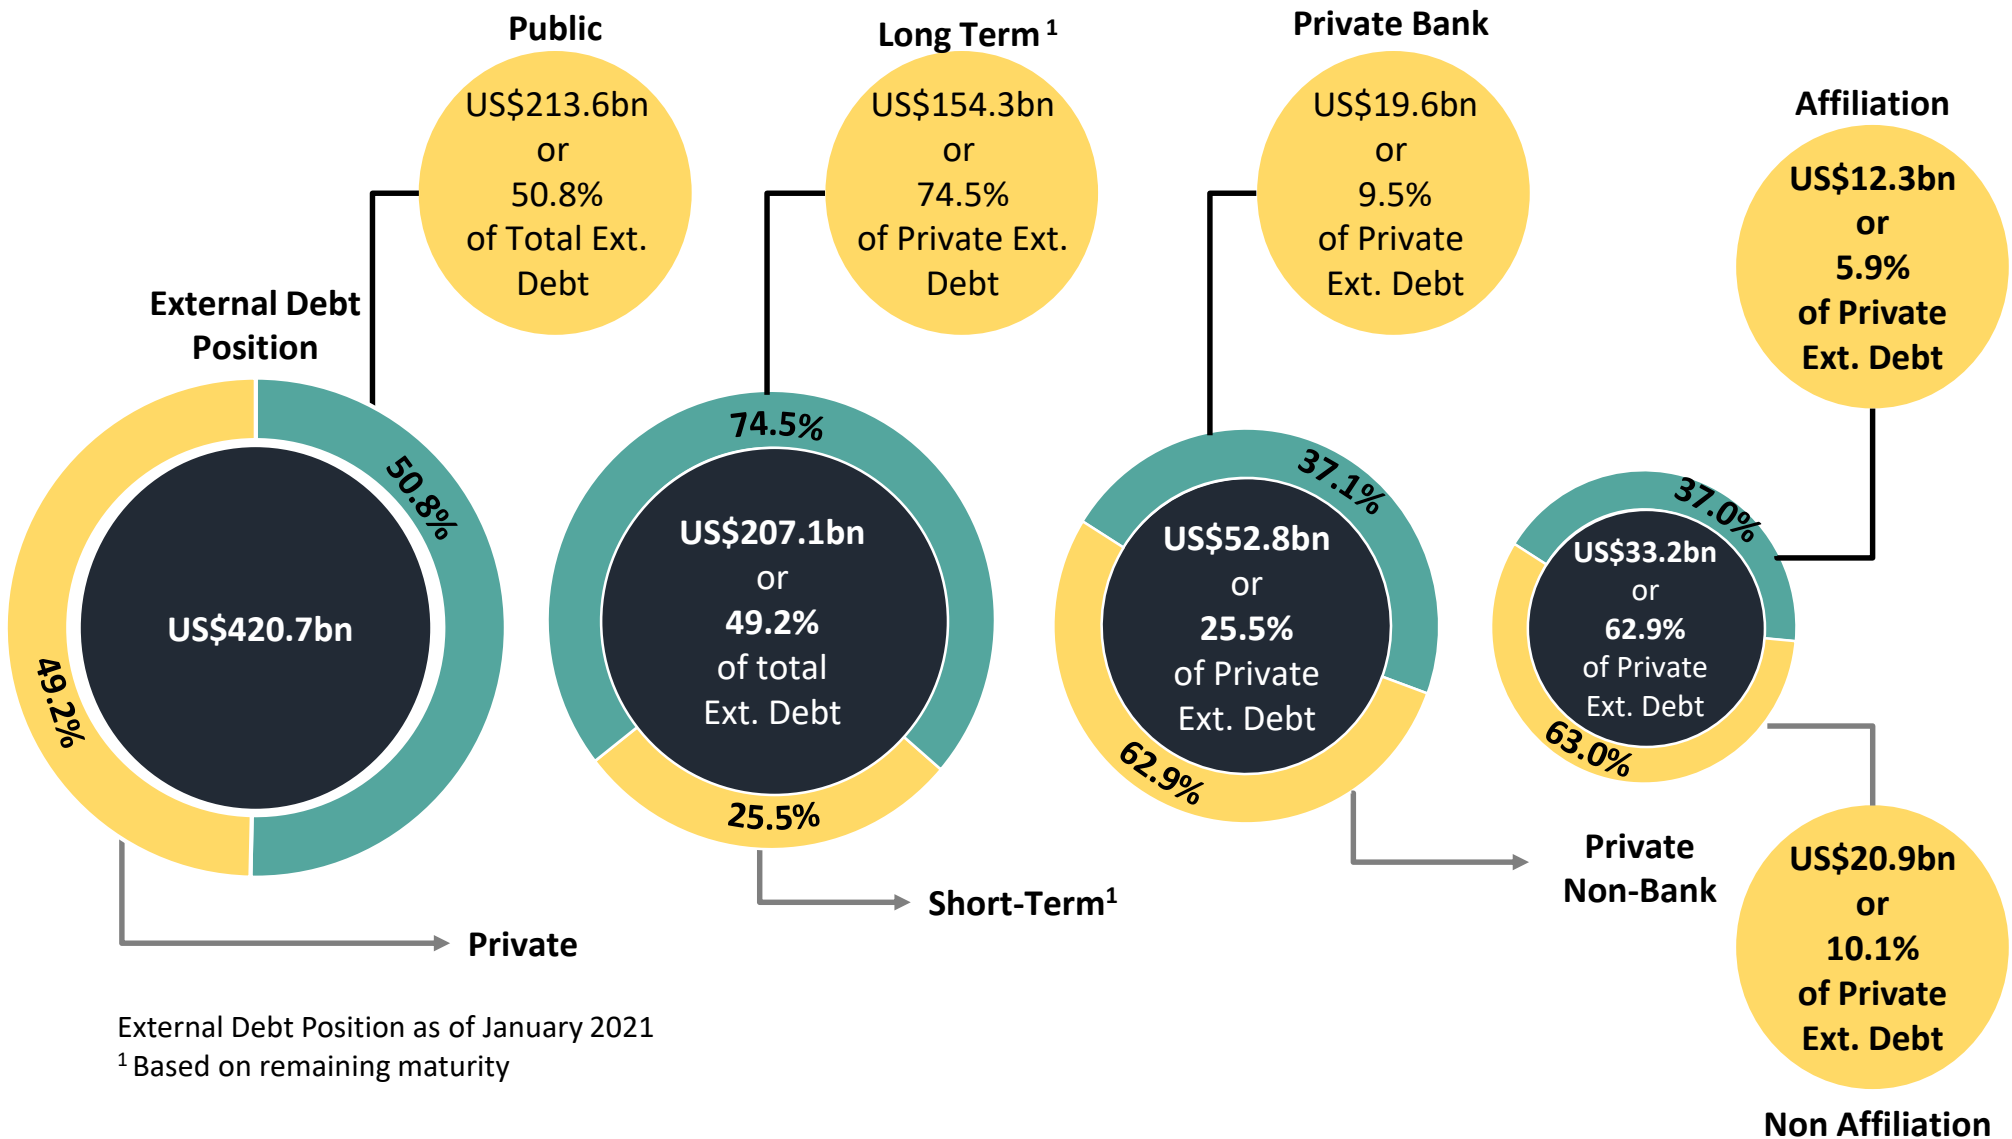 Public
US$213.6bn
or
50.8%
of Total Ext.
Debt
Long Term 1
US$154.3bn
or
74.5%
of Private Ext.
Debt
Private Bank
US$19.6bn
or
9.5%
of Private
Ext. Debt
Affiliation
US$12.3bn
or
5.9%
of Private
Ext. Debt
External Debt
Position
50.8%
US$420.7bn
49.2%
Private
74.5%
US$207.1bn
or
49.2%
of total
Ext. Debt
25.5%
Short-Term1
37.1%
US$52.8bn
or
25.5%
of Private
Ext. Debt
62.9%
Private
Non-Bank
37.0%
US$33.2bn
or
62.9%
of Private
Ext. Debt
63.0%
US$20.9bn
or
10.1%
of Private
Ext. Debt
Non Affiliation
External Debt Position as of January 2021
1 Based on remaining maturity